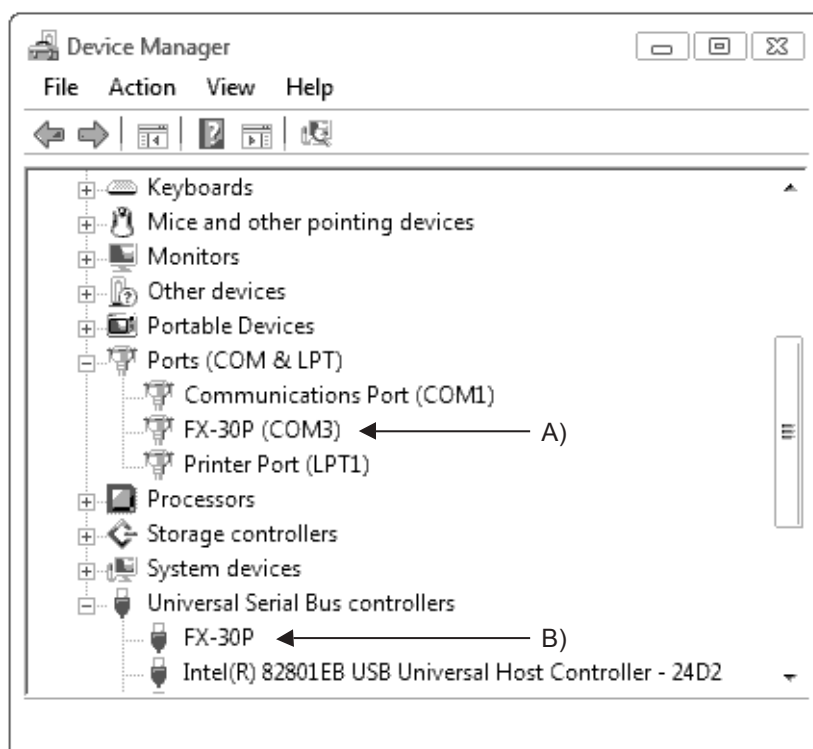 Device Manager
File Action View Help
Keyboards
Mice and other pointing devices
Monitors
Other devices
Portable Devices
Ports (COM & LPT)
Communications Port (COM1)
FX-30P (COM3) A)
Printer Port (LPT1)
Processors
Storage controllers
System devices
Universal Serial Bus controllers
FX-30P B)
Intel(R) 82801EB USB Universal Host Controller - 24D2